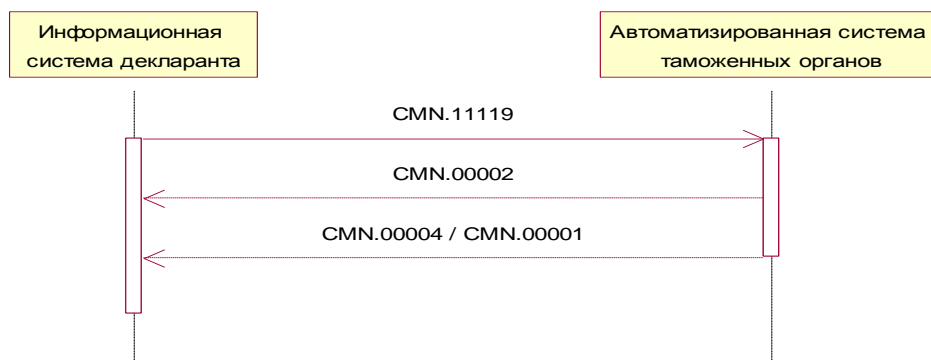 Информационная
система декларанта
Автоматизированная система
таможенных органов
CMN.11119
CMN.00002
CMN.00004 / CMN.00001